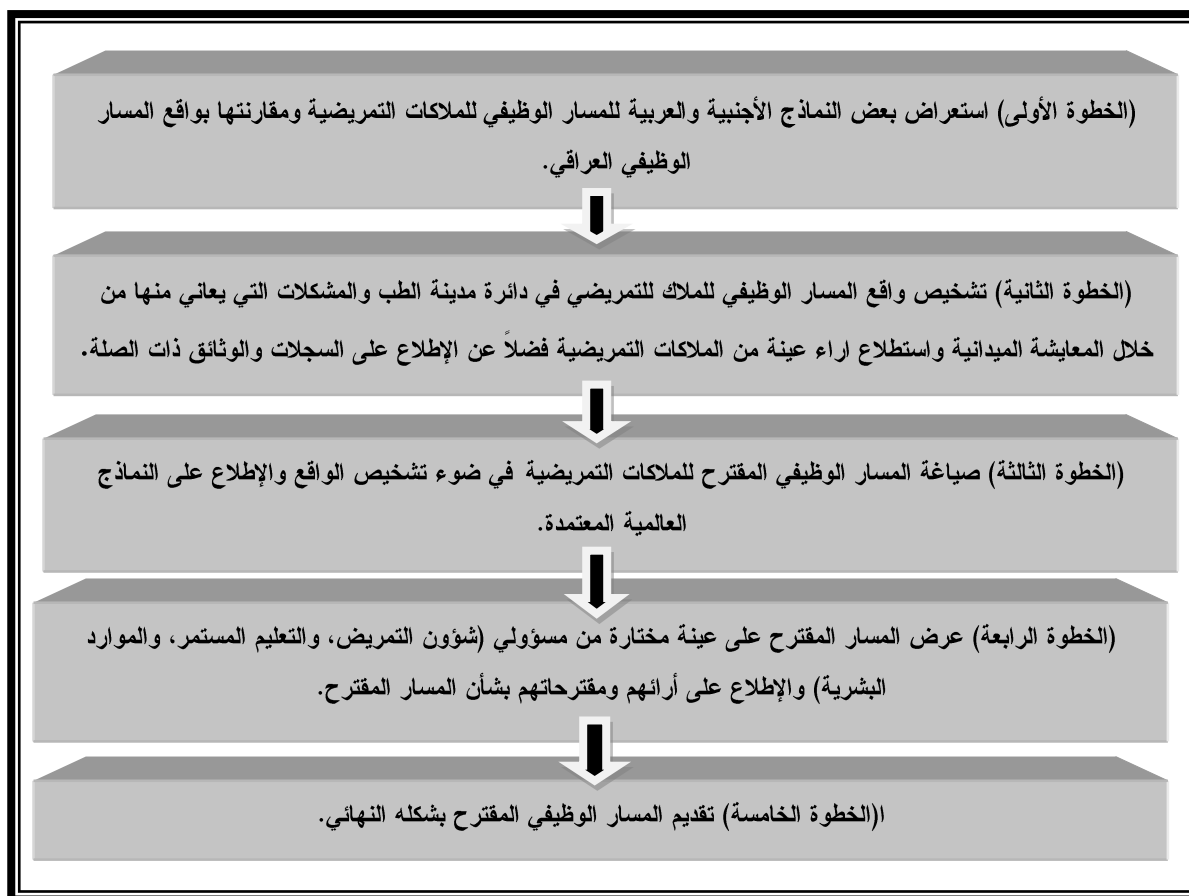 (الخطوة الأولى) استعراض بعض النماذج الأجنبية والعربية للمسار الوظيفي للملاكات التمريضية ومقارنتها بواقع المسار
الوظيفي العراقي.
(الخطوة الثانية) تشخيص واقع المسار الوظيفي للملاك للتمريضي في دائرة مدينة الطب والمشكلات التي يعاني منها من
خلال المعايشة الميدانية واستطلاع اراء عينة من الملاكات التمريضية فضلاً عن الإطلاع على السجلات والوثائق ذات الصلة.
(الخطوة الثالثة) صياغة المسار الوظيفي المقترح للملاكات التمريضية في ضوء تشخيص الواقع والإطلاع على النماذج
العالمية المعتمدة.
(الخطوة الرابعة) عرض المسار المقترح على عينة مختارة من مسؤولي (شؤون التمريض، والتعليم المستمر، والموارد
البشرية) والإطلاع على أرائهم ومقترحاتهم بشأن المسار المقترح.
ا(الخطوة الخامسة) تقديم المسار الوظيفي المقترح بشكله النهائي.